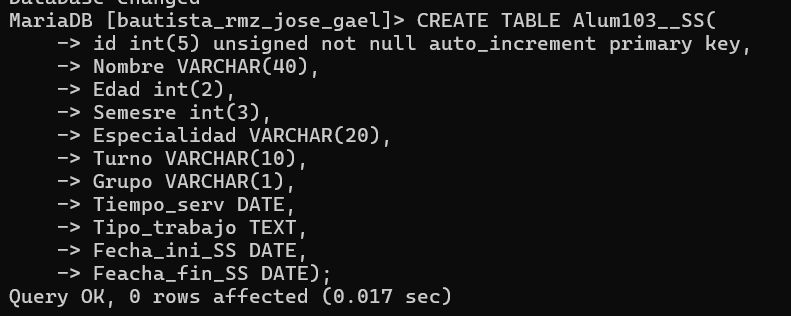 Database changed
MariaDB [bautista_rmz_jose_gael]> CREATE TABLE Alum103__SS(
    -> id int(5) unsigned not null auto_increment primary key,
    -> Nombre VARCHAR(40),
    -> Edad int(2),
    -> Semesre int(3),
    -> Especialidad VARCHAR(20),
    -> Turno VARCHAR(10),
    -> Grupo VARCHAR(1),
    -> Tiempo_serv DATE,
    -> Tipo_trabajo TEXT,
    -> Fecha_ini_SS DATE,
    -> Feacha_fin_SS DATE);
Query OK, 0 rows affected (0.017 sec)